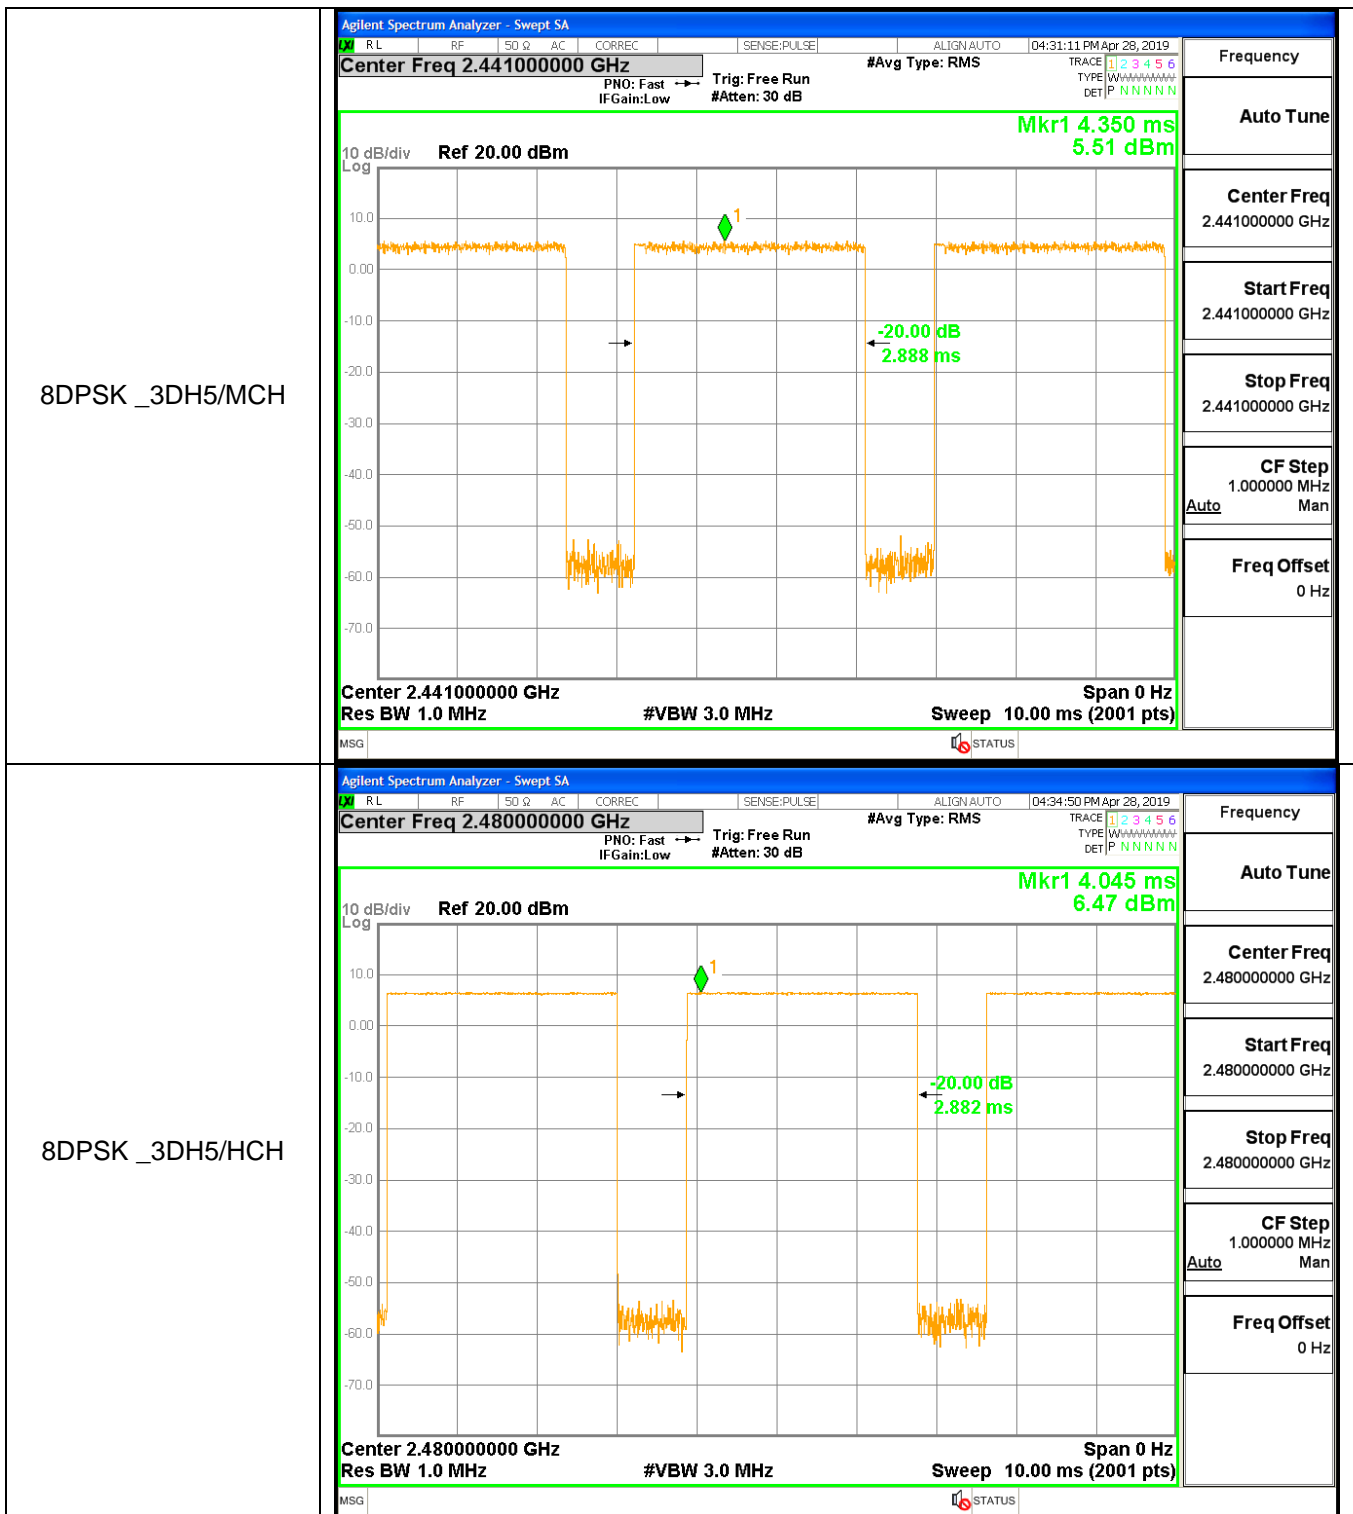 8DPSK _3DH5/MCH
Agilent Spectrum Analyzer - Swept SA
LXI RL RF 50 Ω AC CORREC SENSE:PULSE ALIGN AUTO 04:31:11 PM Apr 28, 2019
Center Freq 2.441000000 GHz
PNO: Fast
IFGain:Low
Trig: Free Run
#Atten: 30 dB
#Avg Type: RMS
TRACE 1 2 3 4 5 6
TYPE W
DET P N N N N N
Mkr1 4.350 ms
5.51 dBm
10 dB/div Ref 20.00 dBm
Log
1
10.0
0.00
-10.0
-20.0
-30.0
-40.0
-50.0
-60.0
-70.0
-20.00 dB
2.888 ms
Center 2.441000000 GHz Span 0 Hz
Res BW 1.0 MHz #VBW 3.0 MHz Sweep 10.00 ms (2001 pts)
MSG STATUS
Frequency
Auto Tune
Center Freq
2.441000000 GHz
Start Freq
2.441000000 GHz
Stop Freq
2.441000000 GHz
CF Step
1.000000 MHz
Auto Man
Freq Offset
0 Hz
8DPSK _3DH5/HCH
Agilent Spectrum Analyzer - Swept SA
LXI RL RF 50 Ω AC CORREC SENSE:PULSE ALIGN AUTO 04:34:50 PM Apr 28, 2019
Center Freq 2.480000000 GHz
PNO: Fast
IFGain:Low
Trig: Free Run
#Atten: 30 dB
#Avg Type: RMS
TRACE 1 2 3 4 5 6
TYPE W
DET P N N N N N
Mkr1 4.045 ms
6.47 dBm
10 dB/div Ref 20.00 dBm
Log
1
10.0
0.00
-10.0
-20.0
-30.0
-40.0
-50.0
-60.0
-70.0
-20.00 dB
2.882 ms
Center 2.480000000 GHz Span 0 Hz
Res BW 1.0 MHz #VBW 3.0 MHz Sweep 10.00 ms (2001 pts)
MSG STATUS
Frequency
Auto Tune
Center Freq
2.480000000 GHz
Start Freq
2.480000000 GHz
Stop Freq
2.480000000 GHz
CF Step
1.000000 MHz
Auto Man
Freq Offset
0 Hz